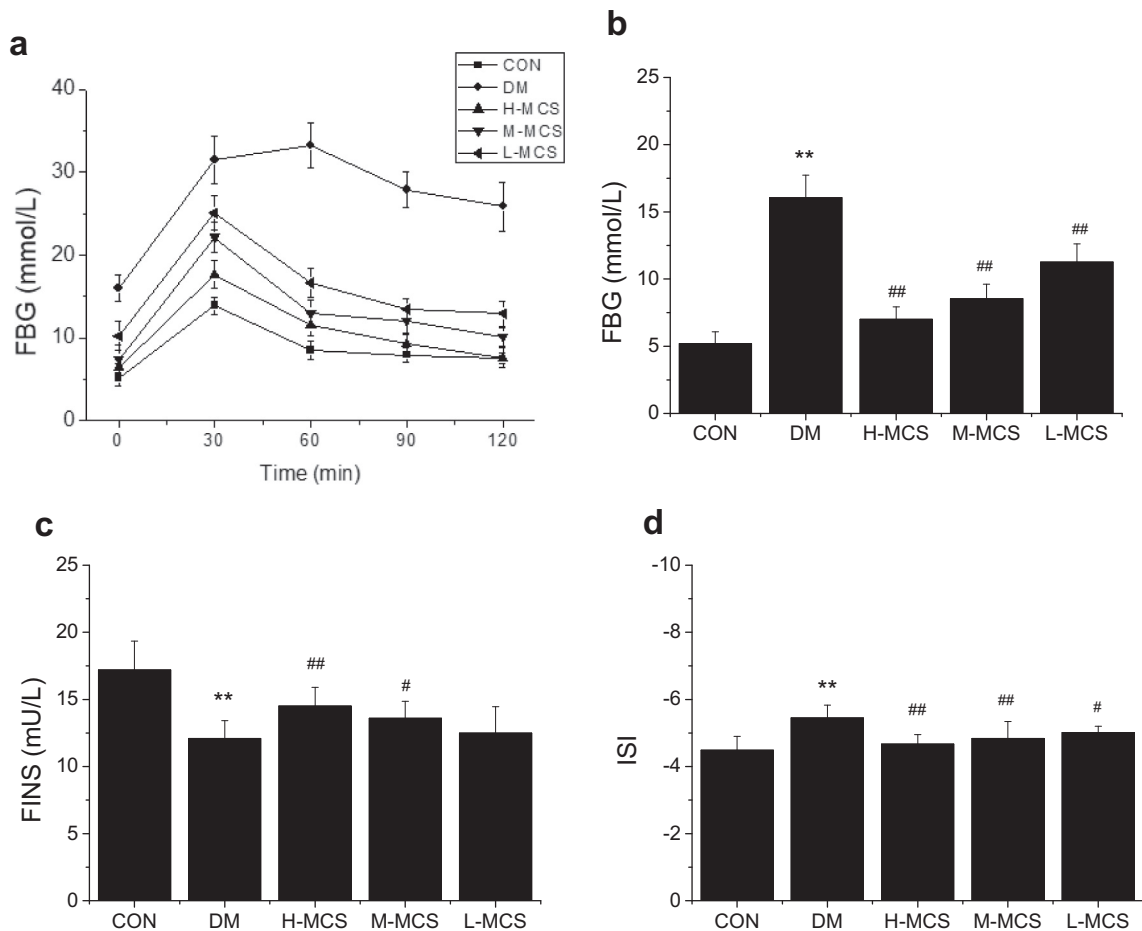 a
CON
DM
H-MCS
M-MCS
L-MCS
FBG (mmol/L)
40
30
20
10
0
0 30 60 90 120
Time (min)
b
FBG (mmol/L)
25
20
15
10
5
0
**
##
##
##
CON DM H-MCS M-MCS L-MCS
c
FINS (mU/L)
25
20
15
10
5
0
**
##
#
CON DM H-MCS M-MCS L-MCS
d
ISI
-10
-8
-6
-4
-2
0
**
##
##
#
CON DM H-MCS M-MCS L-MCS